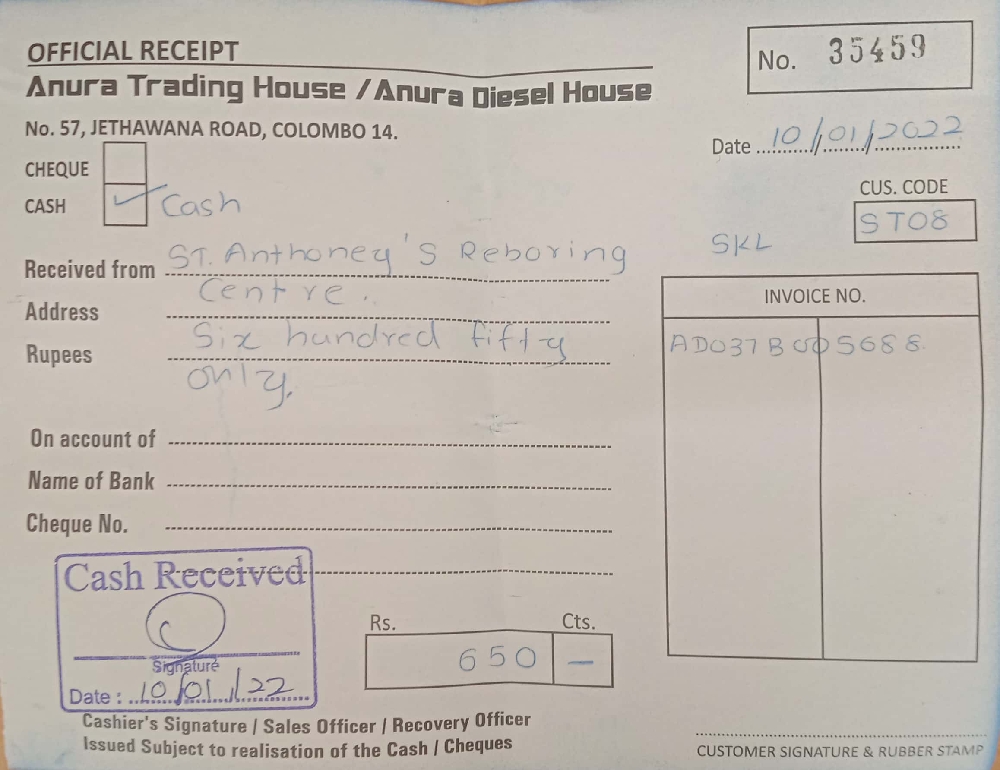 OFFICIAL RECEIPT
Anura Trading House / Anura Diesel House
No. 57, JETHAWANA ROAD, COLOMBO 14.
No. 35459
Date 10/01/2022
CHEQUE
CASH ✓ Cash
CUS. CODE
ST08
SKL
Received from ST. Anthoney's Reboring
Centre.
Address
Rupees Six hundred fifty
only.
INVOICE NO.
AD037B005688
On account of
Name of Bank
Cheque No.
Cash Received
Signature
Date : 10/01/22
Rs. Cts.
650 —
Cashier's Signature / Sales Officer / Recovery Officer
Issued Subject to realisation of the Cash / Cheques
CUSTOMER SIGNATURE & RUBBER STAMP